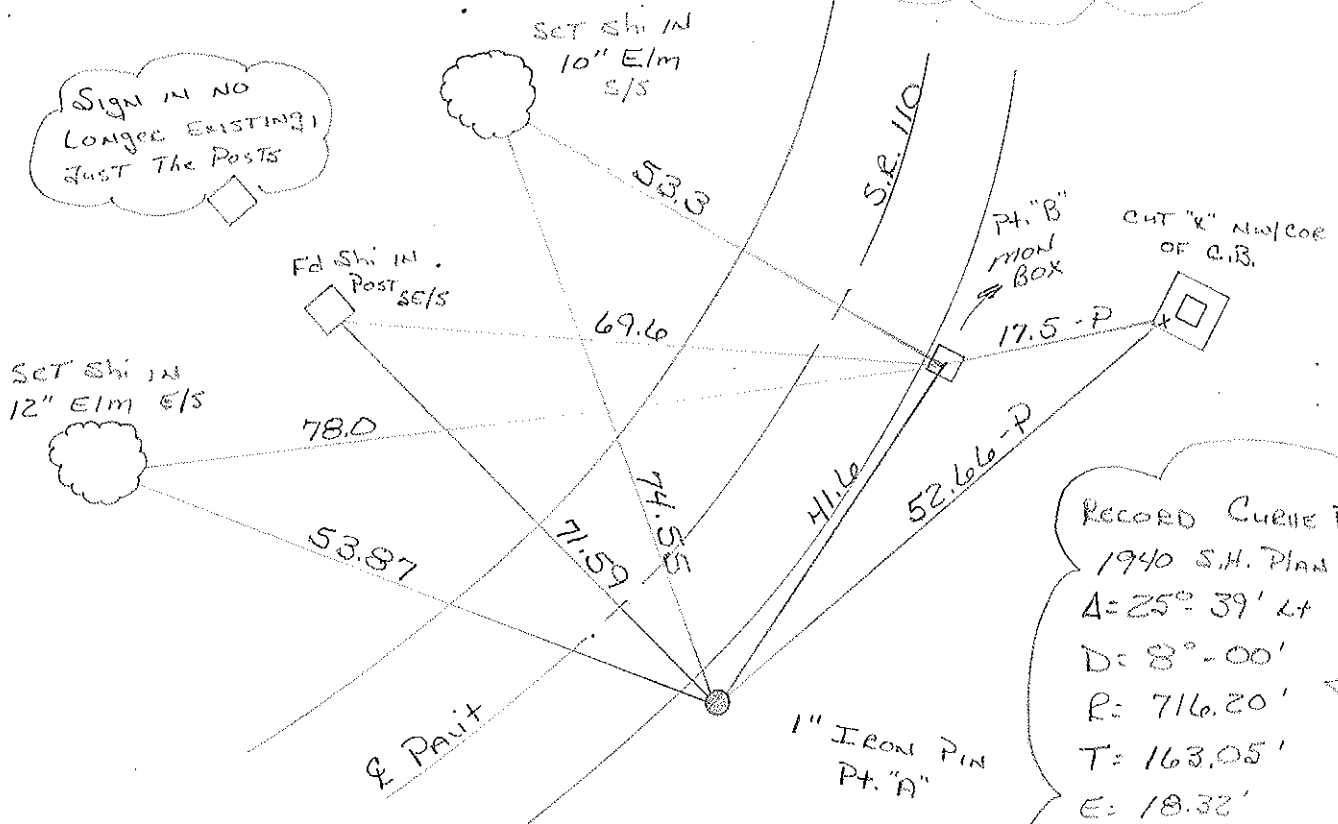 SET Shi IN
10" Elm
S/S
SIGN IN NO
LONGER EXISTING,
JUST The POSTS
53.3
S.R. 110
Pt. "B"
MON
BOX
CUT "X" NW/COR
OF C.B.
Fd Shi IN
POST SE/S
69.6
17.5 -P
SET Shi IN
12" Elm E/S
78.0
74.55
41.6
52.66 -P
53.87
71.59
RECORD CURVE
1940 S.H. PLAN
Δ= 25° 39' Lt
D= 8° - 00'
R= 716.20'
T= 163.05'
E= 18.32'
℄ PAV't
1" IRON PIN
Pt. "A"